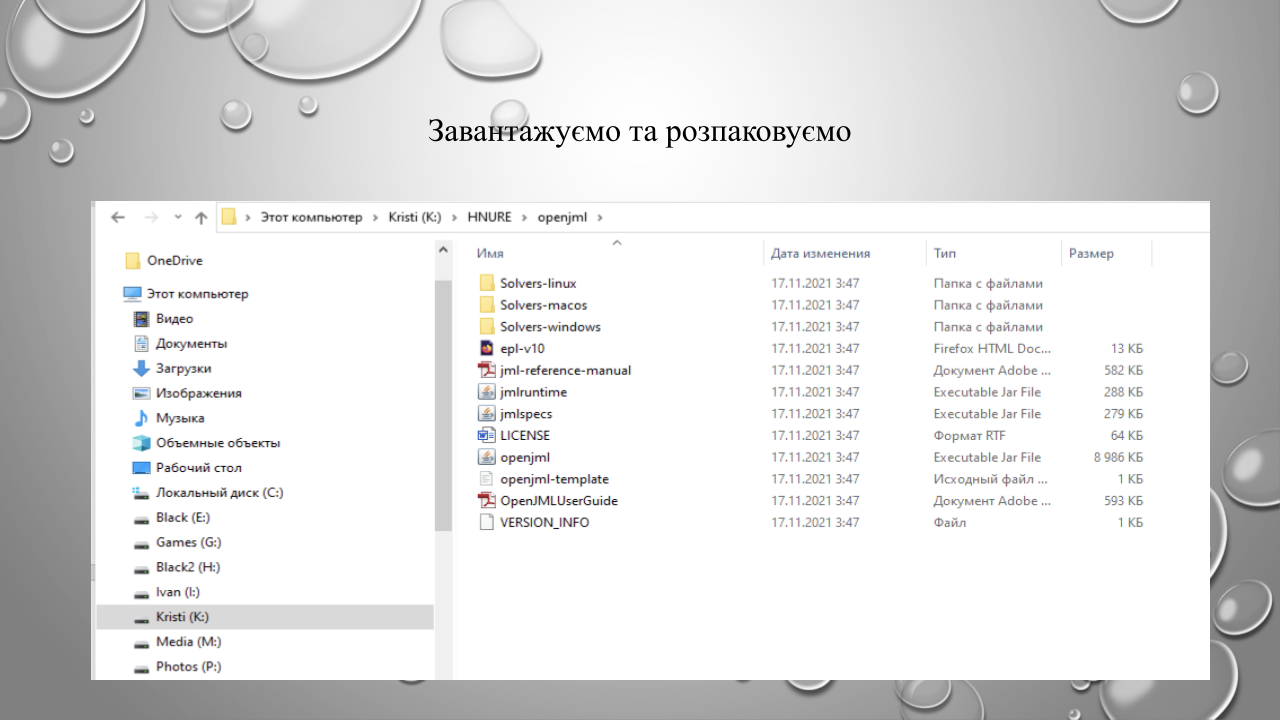 Завантажуємо та розпаковуємо
Этот компьютер > Kristi (K:) > HNURE > openjml >
OneDrive
Этот компьютер
Видео
Документы
Загрузки
Изображения
Музыка
Объемные объекты
Рабочий стол
Локальный диск (C:)
Black (E:)
Games (G:)
Black2 (H:)
Ivan (I:)
Kristi (K:)
Media (M:)
Photos (P:)
Имя Дата изменения Тип Размер
Solvers-linux 17.11.2021 3:47 Папка с файлами
Solvers-macos 17.11.2021 3:47 Папка с файлами
Solvers-windows 17.11.2021 3:47 Папка с файлами
epl-v10 17.11.2021 3:47 Firefox HTML Doc... 13 КБ
jml-reference-manual 17.11.2021 3:47 Документ Adobe ... 582 КБ
jmlruntime 17.11.2021 3:47 Executable Jar File 288 КБ
jmlspecs 17.11.2021 3:47 Executable Jar File 279 КБ
LICENSE 17.11.2021 3:47 Формат RTF 64 КБ
openjml 17.11.2021 3:47 Executable Jar File 8 986 КБ
openjml-template 17.11.2021 3:47 Исходный файл ... 1 КБ
OpenJMLUserGuide 17.11.2021 3:47 Документ Adobe ... 593 КБ
VERSION_INFO 17.11.2021 3:47 Файл 1 КБ